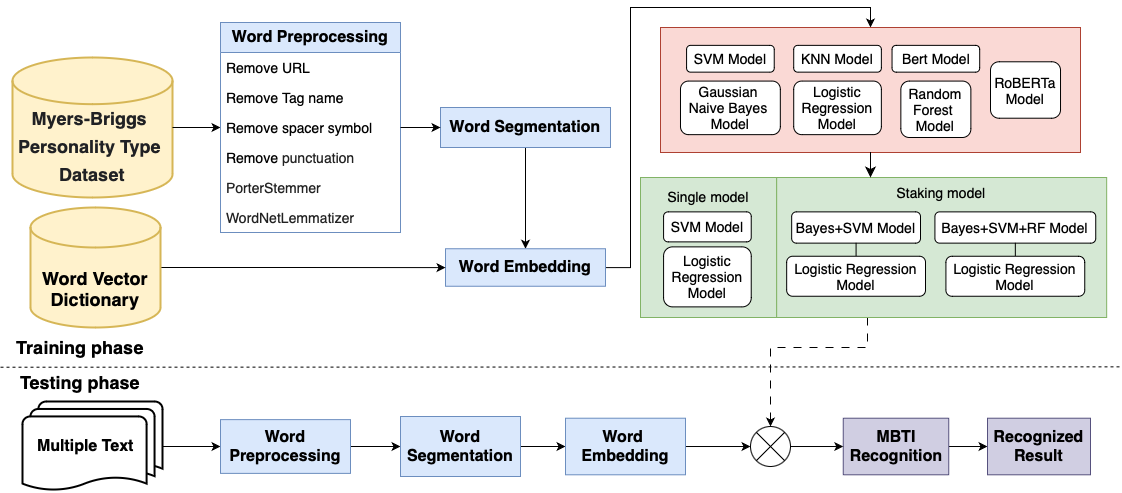 Myers-Briggs
Personality Type
Dataset
Word Vector
Dictionary
Word Preprocessing
Remove URL
Remove Tag name
Remove spacer symbol
Remove punctuation
PorterStemmer
WordNetLemmatizer
Word Segmentation
Word Embedding
SVM Model
KNN Model
Bert Model
RoBERTa
Model
Gaussian
Naive Bayes
Model
Logistic
Regression
Model
Random
Forest
Model
Single model
SVM Model
Logistic
Regression
Model
Staking model
Bayes+SVM Model
Bayes+SVM+RF Model
Logistic Regression
Model
Logistic Regression
Model
Training phase
Testing phase
Multiple Text
Word
Preprocessing
Word
Segmentation
Word
Embedding
MBTI
Recognition
Recognized
Result